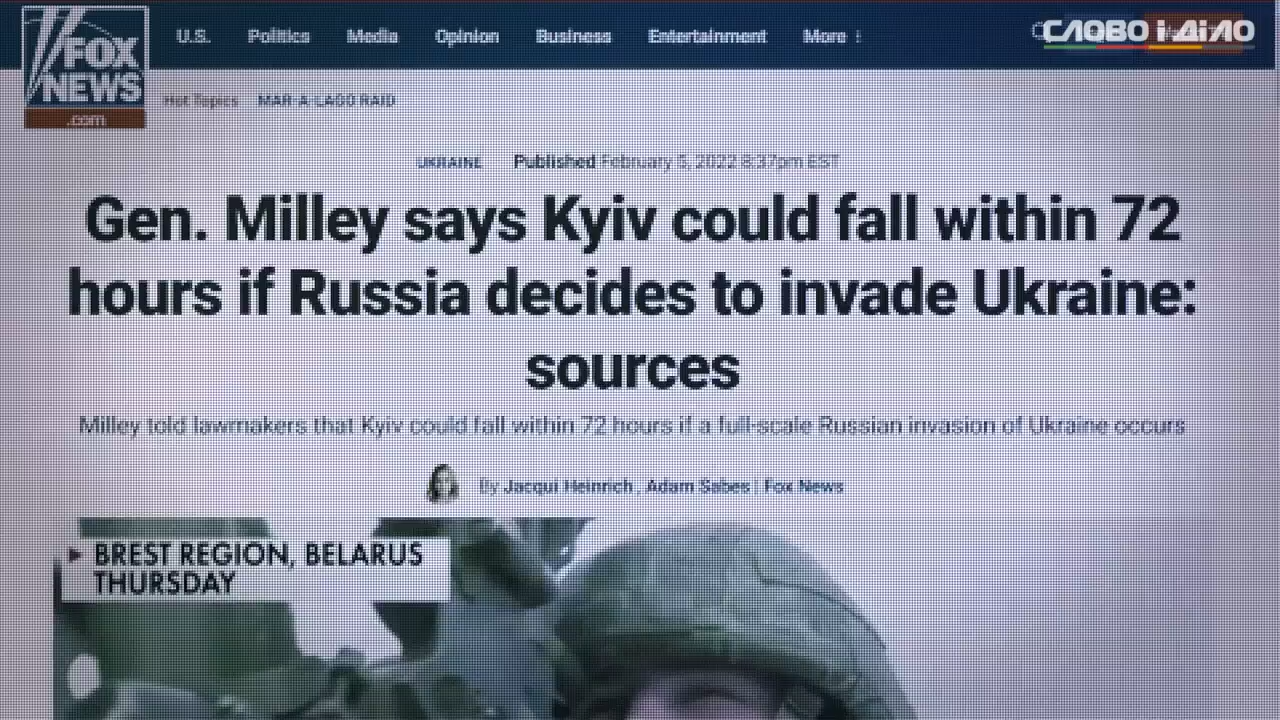 FOX
NEWS
.com
U.S. Politics Media Opinion Business Entertainment More
СЛОВО І ДІЛО
Hot Topics MAR-A-LAGO RAID
UKRAINE Published February 5, 2022 8:37pm EST
Gen. Milley says Kyiv could fall within 72
hours if Russia decides to invade Ukraine:
sources
Milley told lawmakers that Kyiv could fall within 72 hours if a full-scale Russian invasion of Ukraine occurs
By Jacqui Heinrich, Adam Sabes | Fox News
BREST REGION, BELARUS
THURSDAY